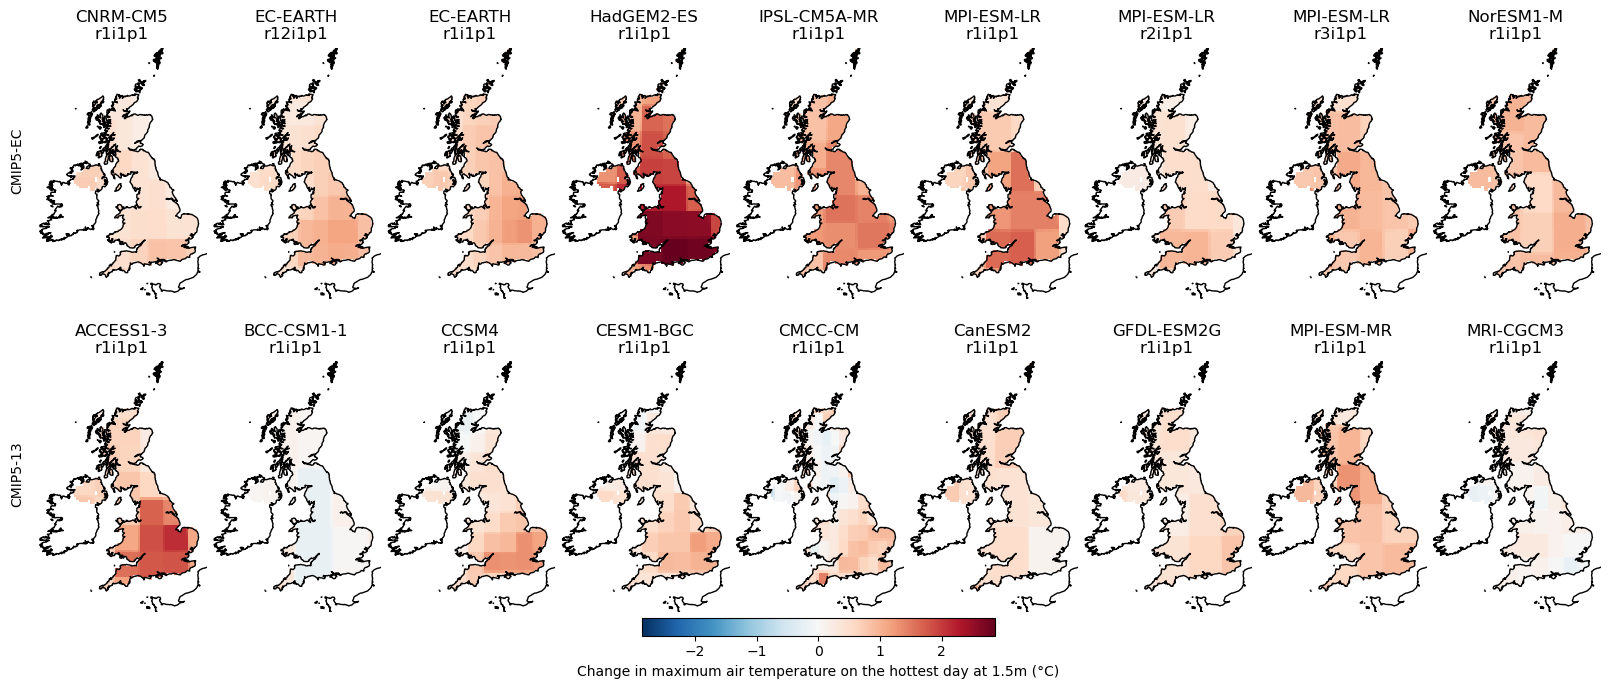 CNRM-CM5
r1i1p1
EC-EARTH
r12i1p1
EC-EARTH
r1i1p1
HadGEM2-ES
r1i1p1
IPSL-CM5A-MR
r1i1p1
MPI-ESM-LR
r1i1p1
MPI-ESM-LR
r2i1p1
MPI-ESM-LR
r3i1p1
NorESM1-M
r1i1p1
CMIP5-EC
ACCESS1-3
r1i1p1
BCC-CSM1-1
r1i1p1
CCSM4
r1i1p1
CESM1-BGC
r1i1p1
CMCC-CM
r1i1p1
CanESM2
r1i1p1
GFDL-ESM2G
r1i1p1
MPI-ESM-MR
r1i1p1
MRI-CGCM3
r1i1p1
CMIP5-13
−2 −1 0 1 2
Change in maximum air temperature on the hottest day at 1.5m (°C)